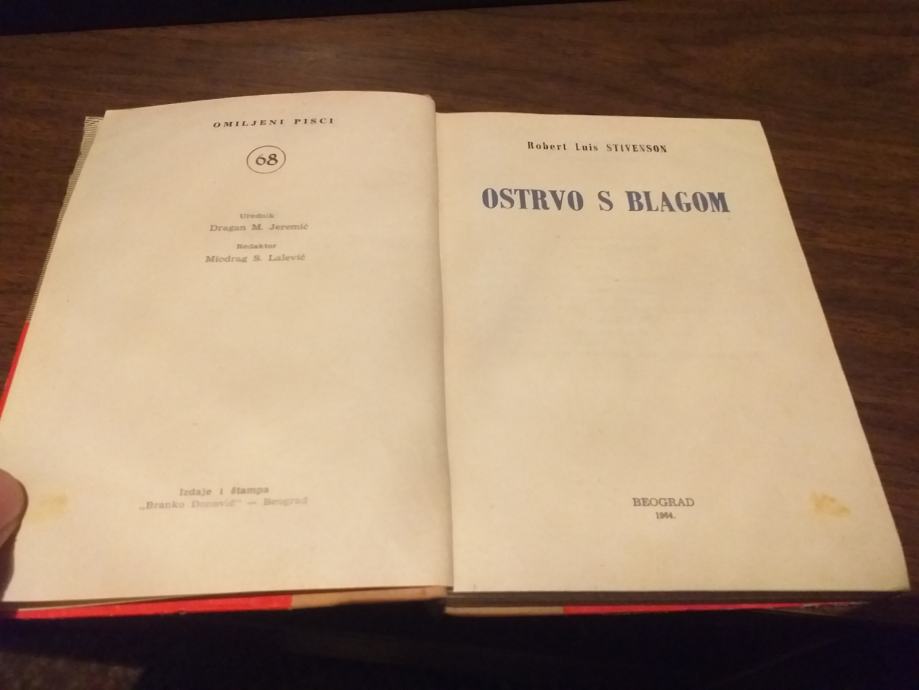 OMILJENI PISCI
68
Urednik
Dragan M. Jeremić
Redaktor
Miodrag S. Lalević
Izdaje i štampa
„Branko Đonović" — Beograd
Robert Luis STIVENSON
OSTRVO S BLAGOM
BEOGRAD
1964.